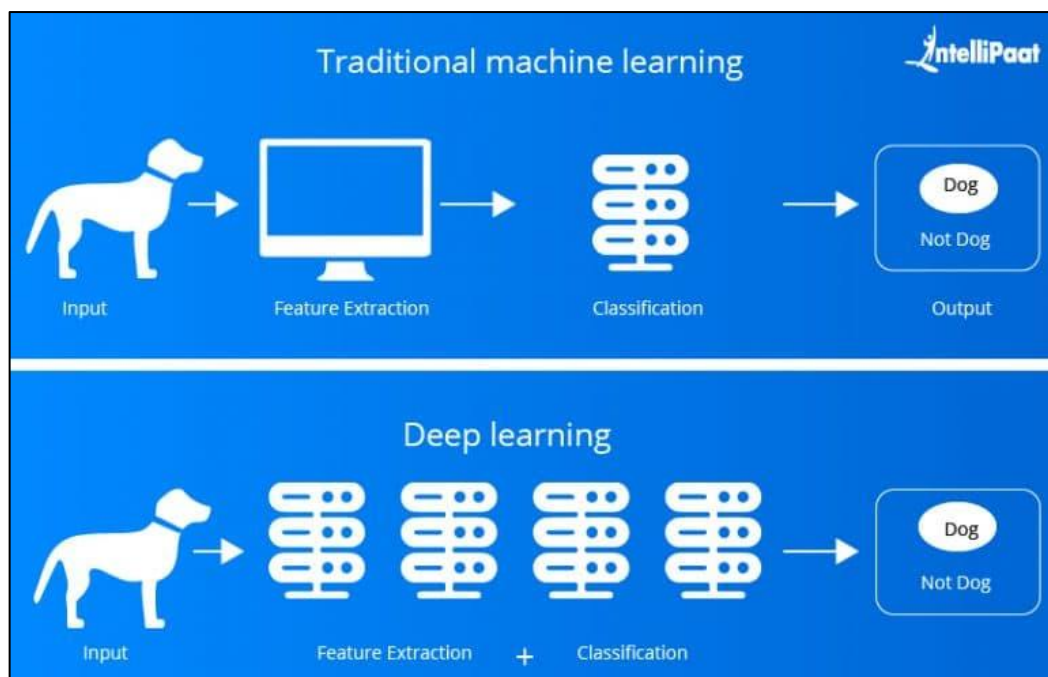 Traditional machine learning
IntelliPaat
Dog
Not Dog
Input
Feature Extraction
Classification
Output
Deep learning
Dog
Not Dog
Input
Feature Extraction + Classification